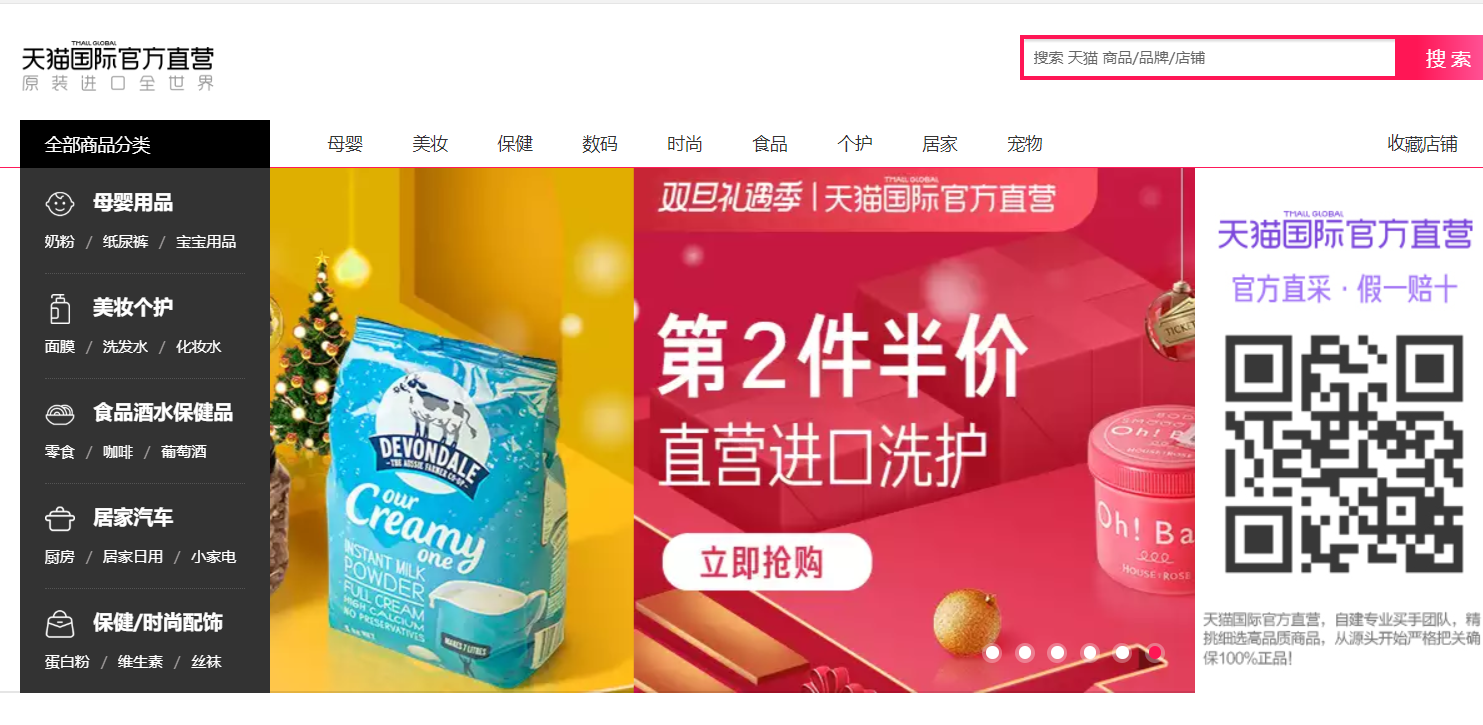 TMALL GLOBAL
天猫国际官方直营
原装进口全世界
搜索 天猫 商品/品牌/店铺
搜索
全部商品分类
母婴 美妆 保健 数码 时尚 食品 个护 居家 宠物 收藏店铺
母婴用品
奶粉 / 纸尿裤 / 宝宝用品
美妆个护
面膜 / 洗发水 / 化妆水
食品酒水保健品
零食 / 咖啡 / 葡萄酒
居家汽车
厨房 / 居家日用 / 小家电
保健/时尚配饰
蛋白粉 / 维生素 / 丝袜
DEVONDALE
THE AUSSIE FARMER CO-OP
our
Creamy
one
INSTANT MILK
POWDER
FULL CREAM
HIGH CALCIUM
NO PRESERVATIVES
MAKES 7 LITRES
TMALL GLOBAL
双旦礼遇季 | 天猫国际官方直营
第2件半价
直营进口洗护
立即抢购
TICKET
Oh! B
HOUSE ROSE
Oh! Ba
HOUSE ROSE
TMALL GLOBAL
天猫国际官方直营
官方直采 · 假一赔十
天猫国际官方直营，自建专业买手团队，精
挑细选高品质商品，从源头开始严格把关确
保100%正品！